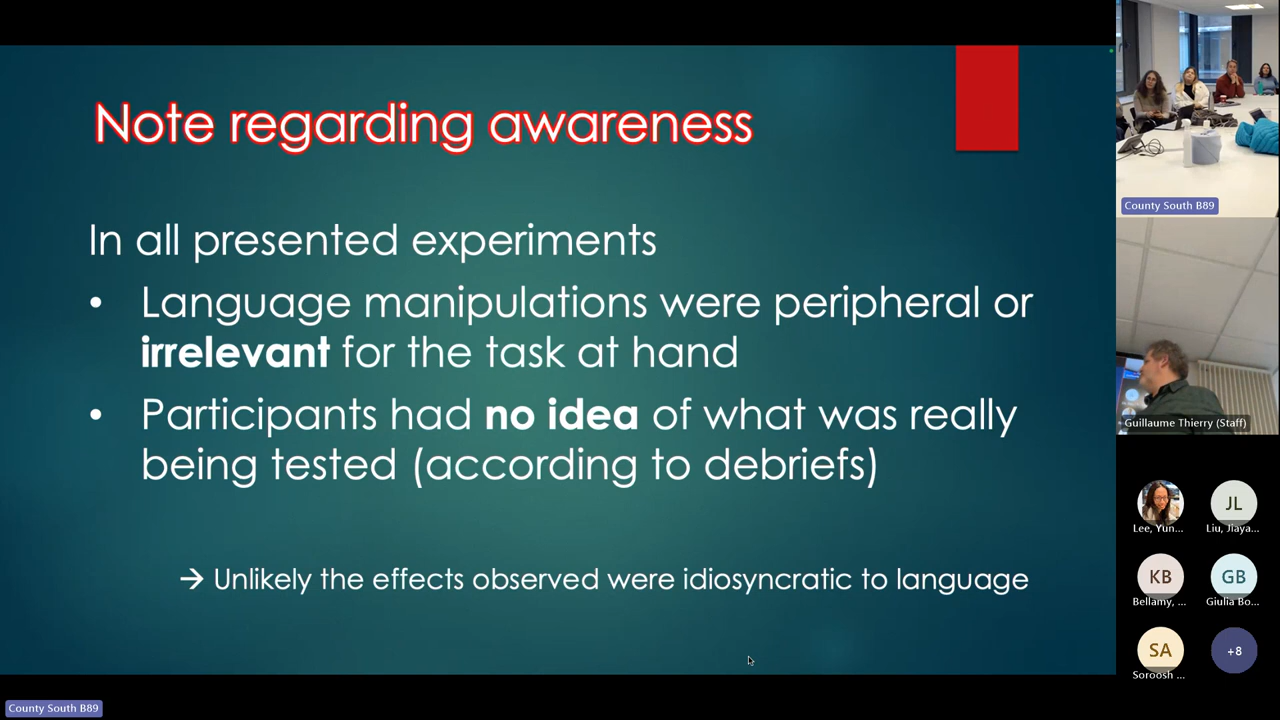 Note regarding awareness
In all presented experiments
• Language manipulations were peripheral or
irrelevant for the task at hand
• Participants had no idea of what was really
being tested (according to debriefs)
→ Unlikely the effects observed were idiosyncratic to language
County South B89
Guillaume Thierry (Staff)
JL
Lee, Yun...
Liu, Jiaya...
KB
GB
Bellamy, ...
Giulia Bo...
SA
+8
Soroosh ...
County South B89